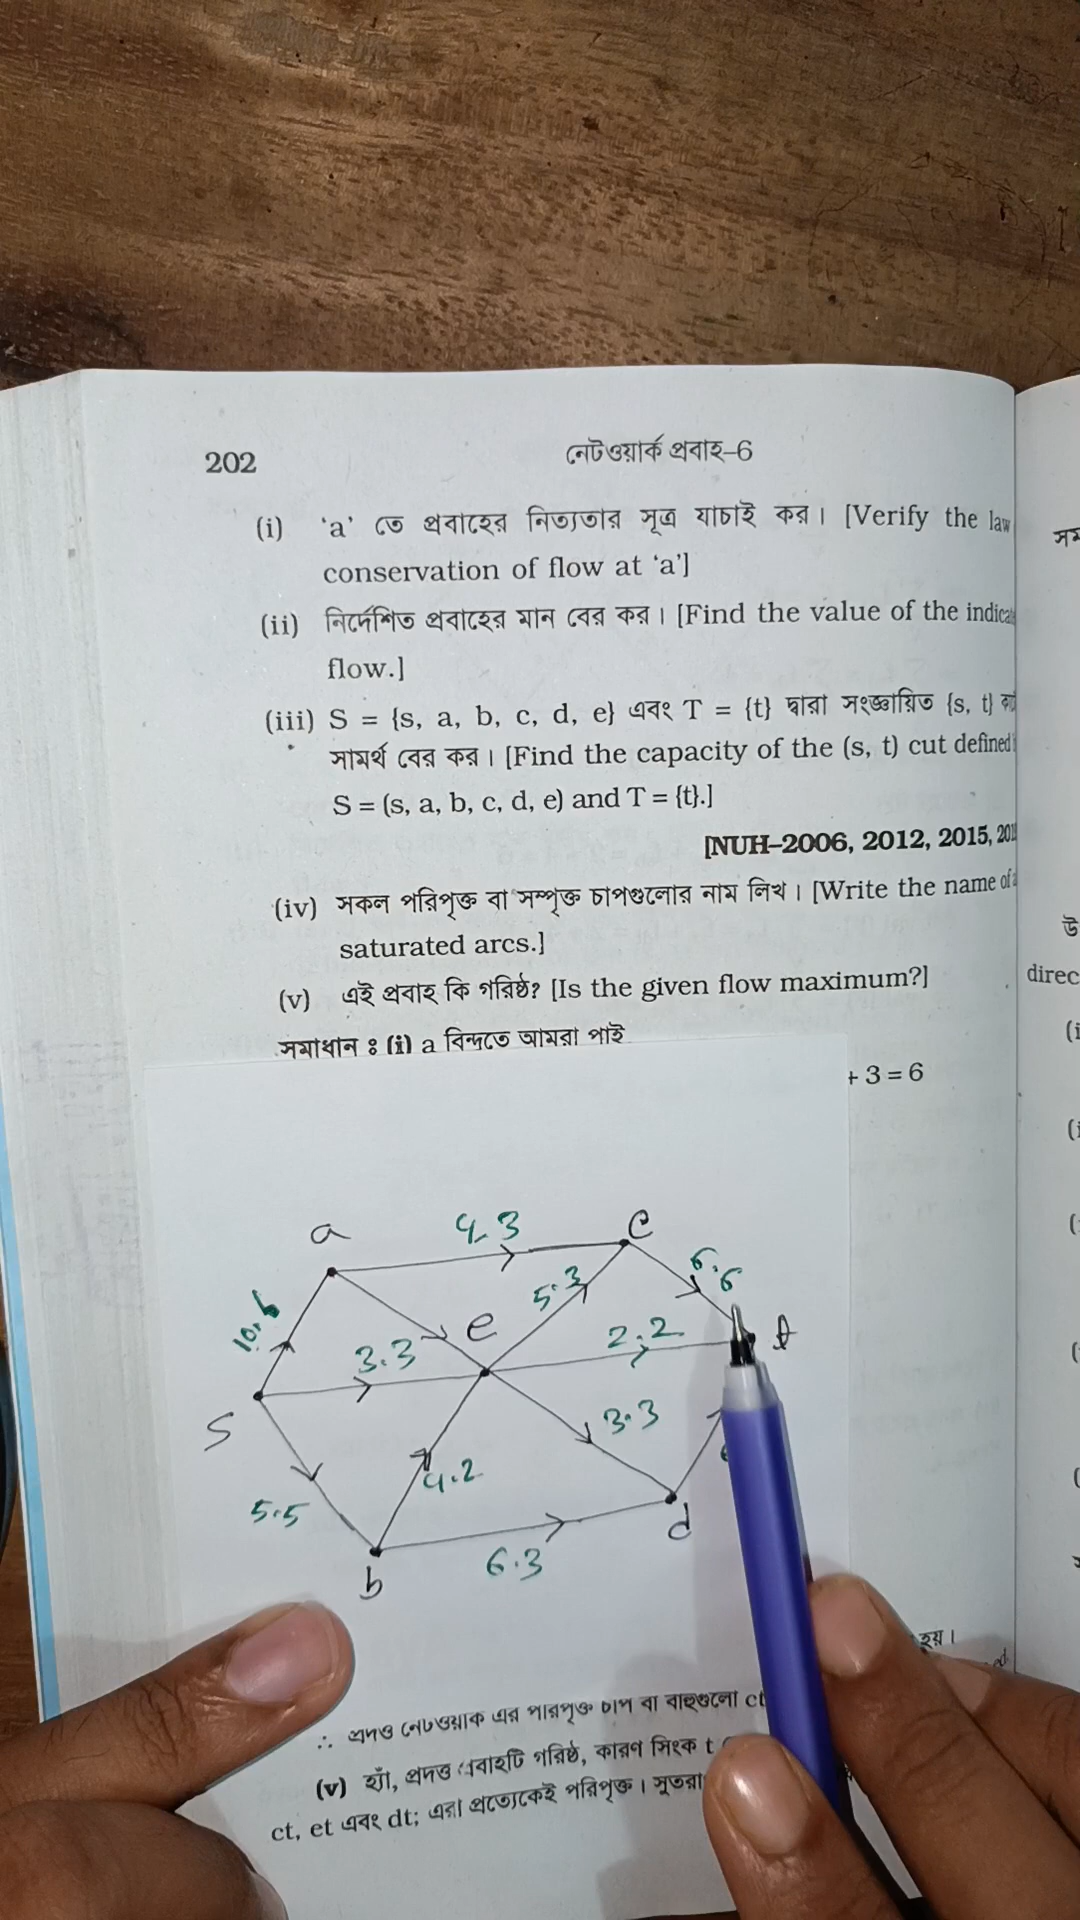 202
নেটওয়ার্ক প্রবাহ–6
(i) ‘a’ তে প্রবাহের নিত্যতার সূত্র যাচাই কর। [Verify the law
conservation of flow at ‘a’]
(ii) নির্দেশিত প্রবাহের মান বের কর। [Find the value of the
flow.]
(iii) S = {s, a, b, c, d, e} এবং T = {t} দ্বারা সংজ্ঞায়িত {s, t}
সামর্থ বের কর। [Find the capacity of the (s, t) cut defined
S = (s, a, b, c, d, e) and T = {t}.]
[NUH–2006, 2012, 2015,
(iv) সকল পরিপৃক্ত বা সম্পৃক্ত চাপগুলোর নাম লিখ। [Write the name of
saturated arcs.]
(v) এই প্রবাহ কি গরিষ্ঠ? [Is the given flow maximum?]
direc
সমাধান ঃ (i) a বিন্দুতে আমরা পাই
+ 3 = 6
a
4.3
c
10.6
5.3
6.6
e
3.3
2.2
t
S
3.3
4.2
5.5
d
6.3
b
হয়।
∴ প্রদত্ত নেটওয়ার্ক এর পরিপৃক্ত চাপ বা বাহুগুলো ct
(v) হ্যাঁ, প্রদত্ত প্রবাহটি গরিষ্ঠ, কারণ সিংক t
ct, et এবং dt; এরা প্রত্যেকেই পরিপৃক্ত।